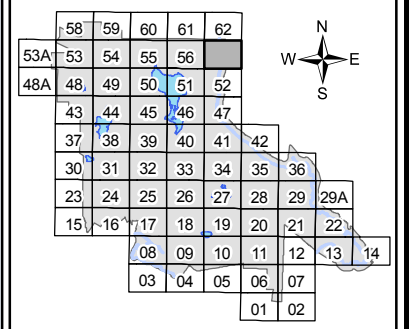 58 59 60 61 62
N
53A 53 54 55 56
W E
48A 48 49 50 51 52
S
43 44 45 46 47
37 38 39 40 41 42
30 31 32 33 34 35 36
23 24 25 26 27 28 29 29A
15 16 17 18 19 20 21 22
08 09 10 11 12 13 14
03 04 05 06 07
01 02